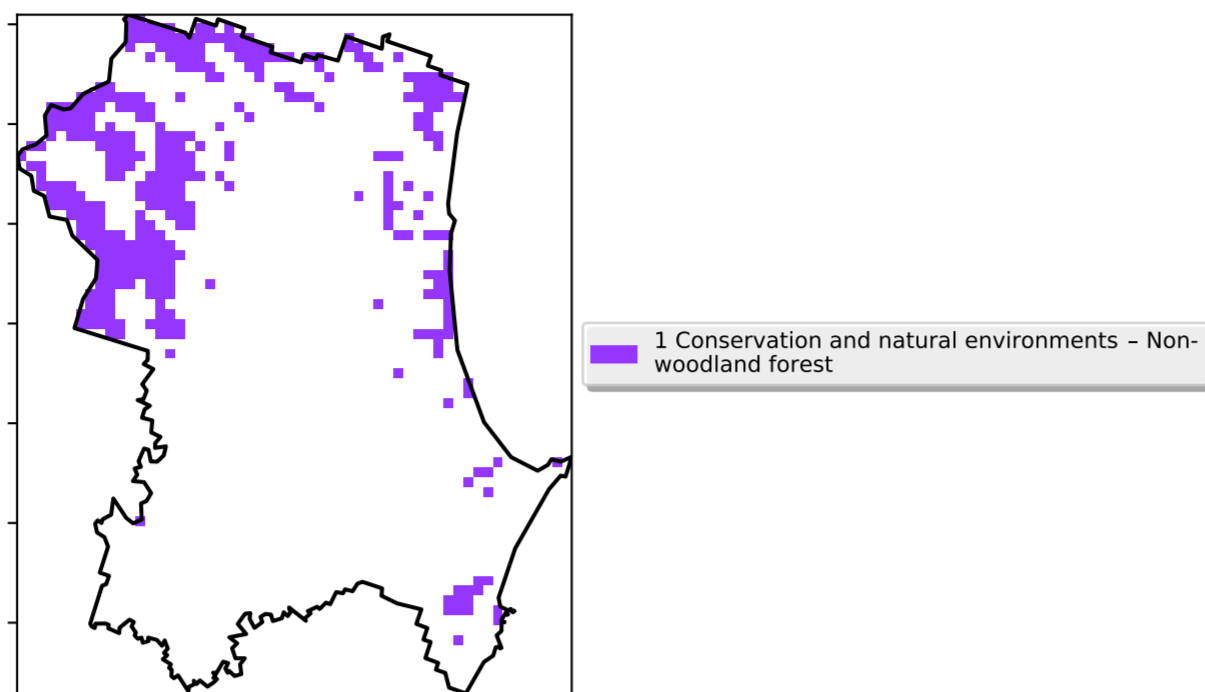 1 Conservation and natural environments – Non-
woodland forest